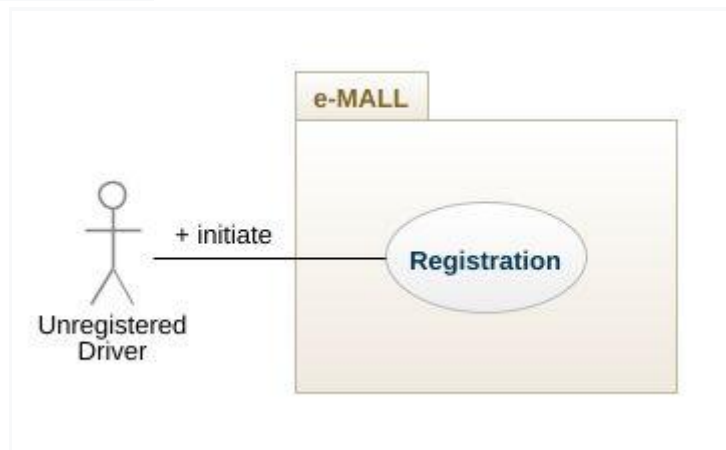 e-MALL
+ initiate
Registration
Unregistered
Driver